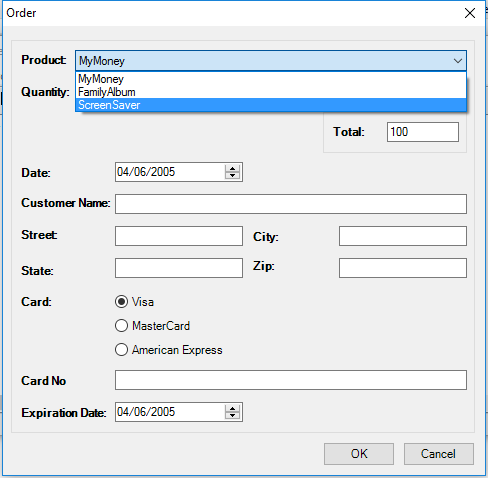 Order
Product: MyMoney
MyMoney
Quantity: FamilyAlbum
ScreenSaver
Total: 100
Date: 04/06/2005
Customer Name:
Street: City:
State: Zip:
Card: Visa
MasterCard
American Express
Card No
Expiration Date: 04/06/2005
OK Cancel